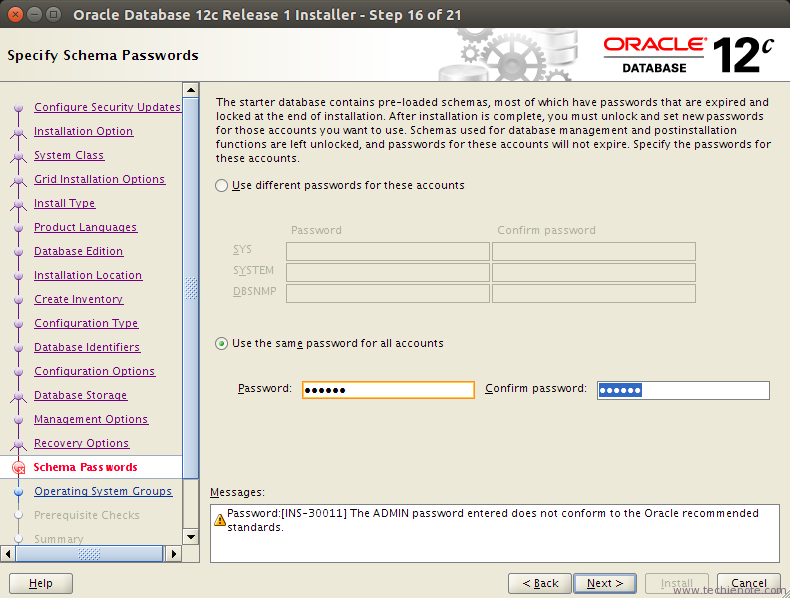 Oracle Database 12c Release 1 Installer - Step 16 of 21
Specify Schema Passwords
ORACLE®
DATABASE
12c
Configure Security Updates
Installation Option
System Class
Grid Installation Options
Install Type
Product Languages
Database Edition
Installation Location
Create Inventory
Configuration Type
Database Identifiers
Configuration Options
Database Storage
Management Options
Recovery Options
Schema Passwords
Operating System Groups
Prerequisite Checks
Summary
The starter database contains pre-loaded schemas, most of which have passwords that are expired and
locked at the end of installation. After installation is complete, you must unlock and set new passwords
for those accounts you want to use. Schemas used for database management and postinstallation
functions are left unlocked, and passwords for these accounts will not expire. Specify the passwords for
these accounts.
Use different passwords for these accounts
Password Confirm password
SYS
SYSTEM
DBSNMP
Use the same password for all accounts
Password: ●●●●●● Confirm password: ●●●●●●
Messages:
Password:[INS-30011] The ADMIN password entered does not conform to the Oracle recommended
standards.
Help
< Back
Next >
Install
Cancel
www.techienote.com